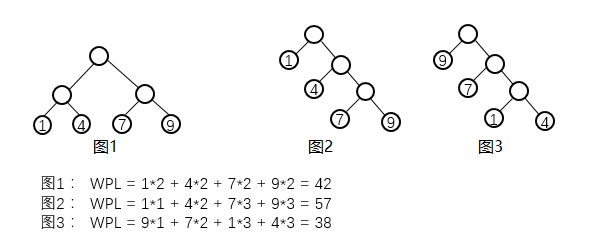 1 4 7 9
图1
1
4
7 9
图2
9
7
1 4
图3
图1： WPL = 1*2 + 4*2 + 7*2 + 9*2 = 42
图2： WPL = 1*1 + 4*2 + 7*3 + 9*3 = 57
图3： WPL = 9*1 + 7*2 + 1*3 + 4*3 = 38